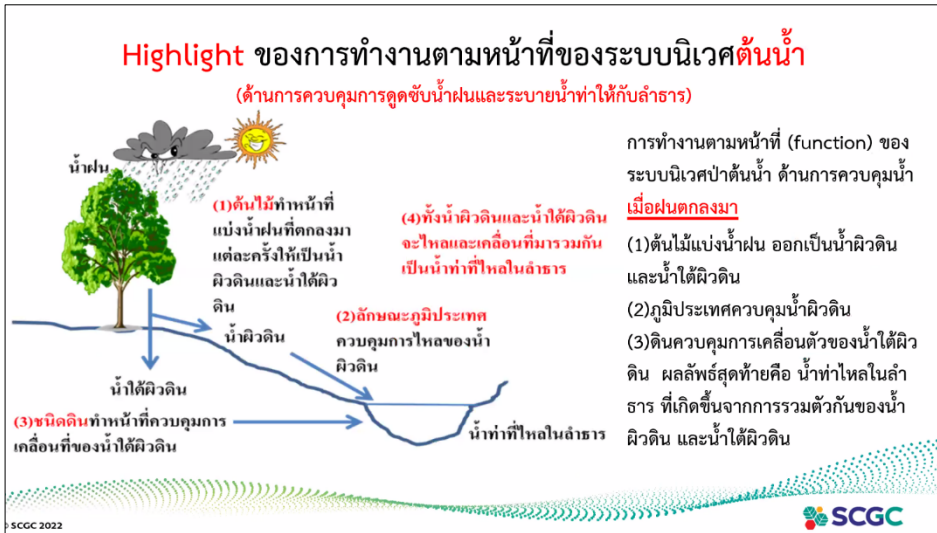 Highlight ของการทำงานตามหน้าที่ของระบบนิเวศต้นน้ำ
(ด้านการควบคุมการดูดซับน้ำฝนและระบายน้ำท่าให้กับลำธาร)
น้ำฝน
(1)ต้นไม้ทำหน้าที่
แบ่งน้ำฝนที่ตกลงมา
แต่ละครั้งให้เป็นน้ำ
ผิวดินและน้ำใต้ผิว
ดิน
(4)ทั้งน้ำผิวดินและน้ำใต้ผิวดิน
จะไหลและเคลื่อนที่มารวมกัน
เป็นน้ำท่าที่ไหลในลำธาร
น้ำผิวดิน
(2)ลักษณะภูมิประเทศ
ควบคุมการไหลของน้ำ
ผิวดิน
น้ำใต้ผิวดิน
(3)ชนิดดินทำหน้าที่ควบคุมการ
เคลื่อนที่ของน้ำใต้ผิวดิน
น้ำท่าที่ไหลในลำธาร
การทำงานตามหน้าที่ (function) ของ
ระบบนิเวศป่าต้นน้ำ ด้านการควบคุมน้ำ
เมื่อฝนตกลงมา
(1)ต้นไม้แบ่งน้ำฝน ออกเป็นน้ำผิวดิน
และน้ำใต้ผิวดิน
(2)ภูมิประเทศควบคุมน้ำผิวดิน
(3)ดินควบคุมการเคลื่อนตัวของน้ำใต้ผิว
ดิน ผลลัพธ์สุดท้ายคือ น้ำท่าไหลในลำ
ธาร ที่เกิดขึ้นจากการรวมตัวกันของน้ำ
ผิวดิน และน้ำใต้ผิวดิน
© SCGC 2022
SCGC